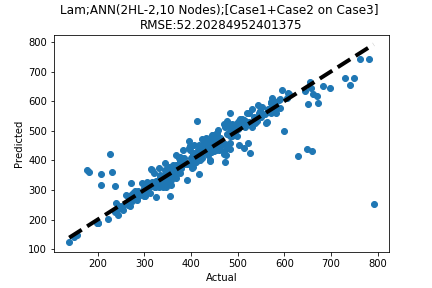 Lam;ANN(2HL-2,10 Nodes);[Case1+Case2 on Case3]
RMSE:52.20284952401375
800
700
600
500
400
300
200
100
Predicted
200 300 400 500 600 700 800
Actual